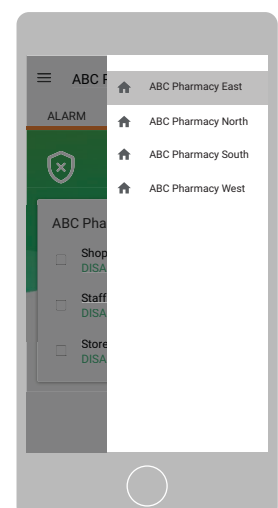 ABC P
ALARM
ABC Pha
Shop
DISA
Staff
DISA
Store
DISA
ABC Pharmacy East
ABC Pharmacy North
ABC Pharmacy South
ABC Pharmacy West